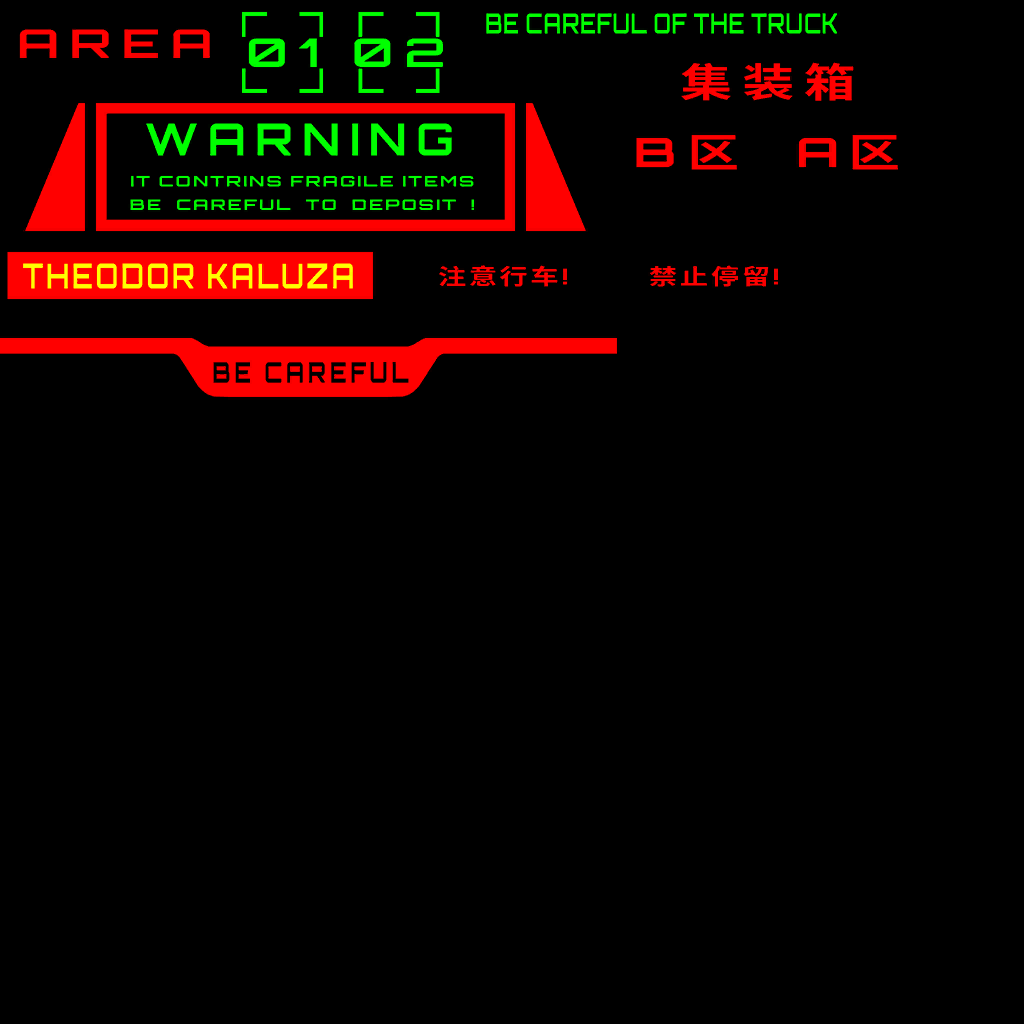 AREA
01 02
BE CAREFUL OF THE TRUCK
集装箱
B区 A区
WARNING
IT CONTRINS FRAGILE ITEMS
BE CAREFUL TO DEPOSIT !
THEODOR KALUZA
注意行车!
禁止停留!
BE CAREFUL